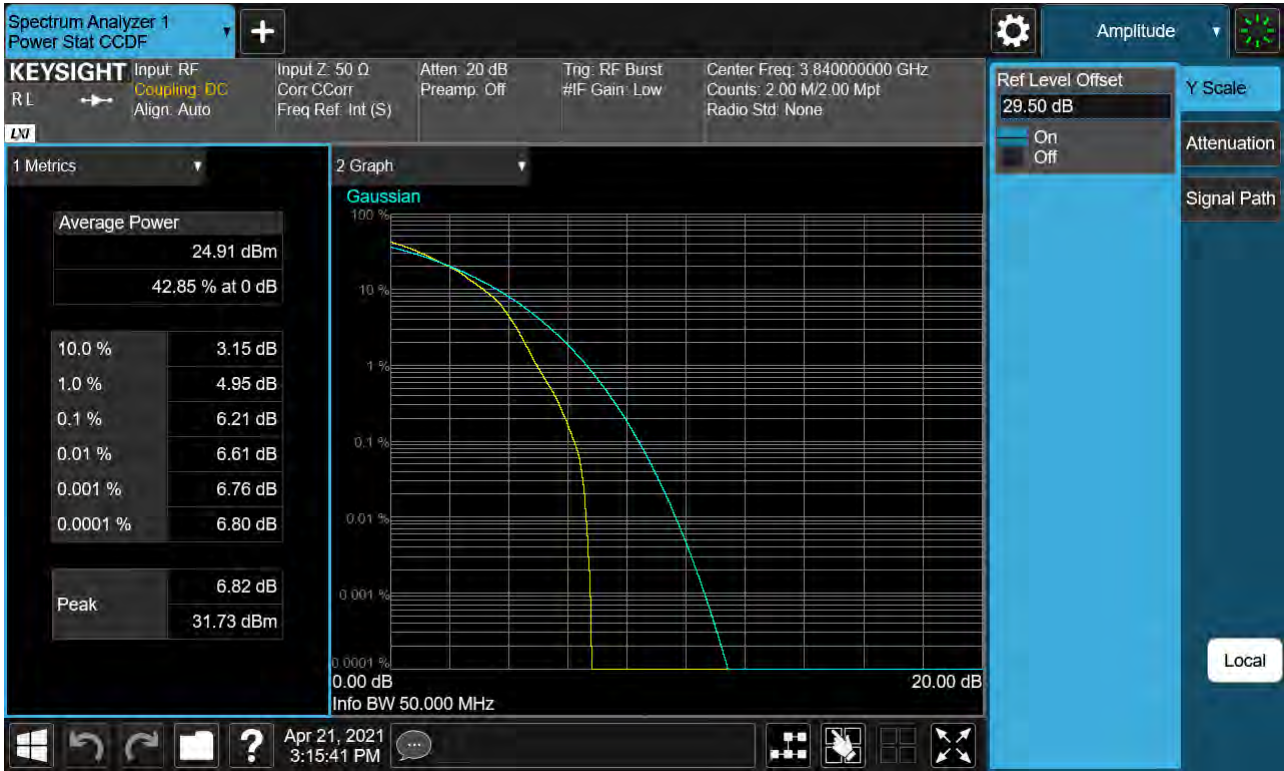 Spectrum Analyzer 1
Power Stat CCDF
Amplitude
KEYSIGHT
RL
LXI
Input: RF
Coupling: DC
Align: Auto
Input Z: 50 Ω
Corr CCorr
Freq Ref: Int (S)
Atten: 20 dB
Preamp: Off
Trig: RF Burst
#IF Gain: Low
Center Freq: 3.840000000 GHz
Counts: 2.00 M/2.00 Mpt
Radio Std: None
Ref Level Offset
29.50 dB
On
Off
Y Scale
Attenuation
Signal Path
Local
1 Metrics
Average Power
24.91 dBm
42.85 % at 0 dB
10.0 % 3.15 dB
1.0 % 4.95 dB
0.1 % 6.21 dB
0.01 % 6.61 dB
0.001 % 6.76 dB
0.0001 % 6.80 dB
Peak
6.82 dB
31.73 dBm
2 Graph
Gaussian
100 %
10 %
1 %
0.1 %
0.01 %
0.001 %
0.0001 %
0.00 dB 20.00 dB
Info BW 50.000 MHz
?
Apr 21, 2021
3:15:41 PM